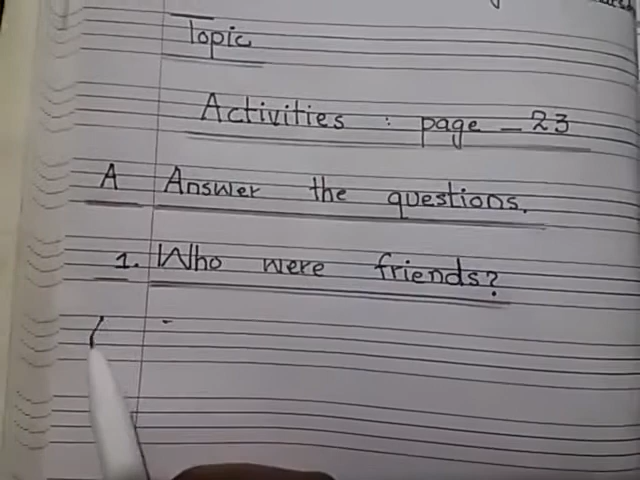 Topic
Activities : page - 23
A Answer the questions.
1. Who were friends?